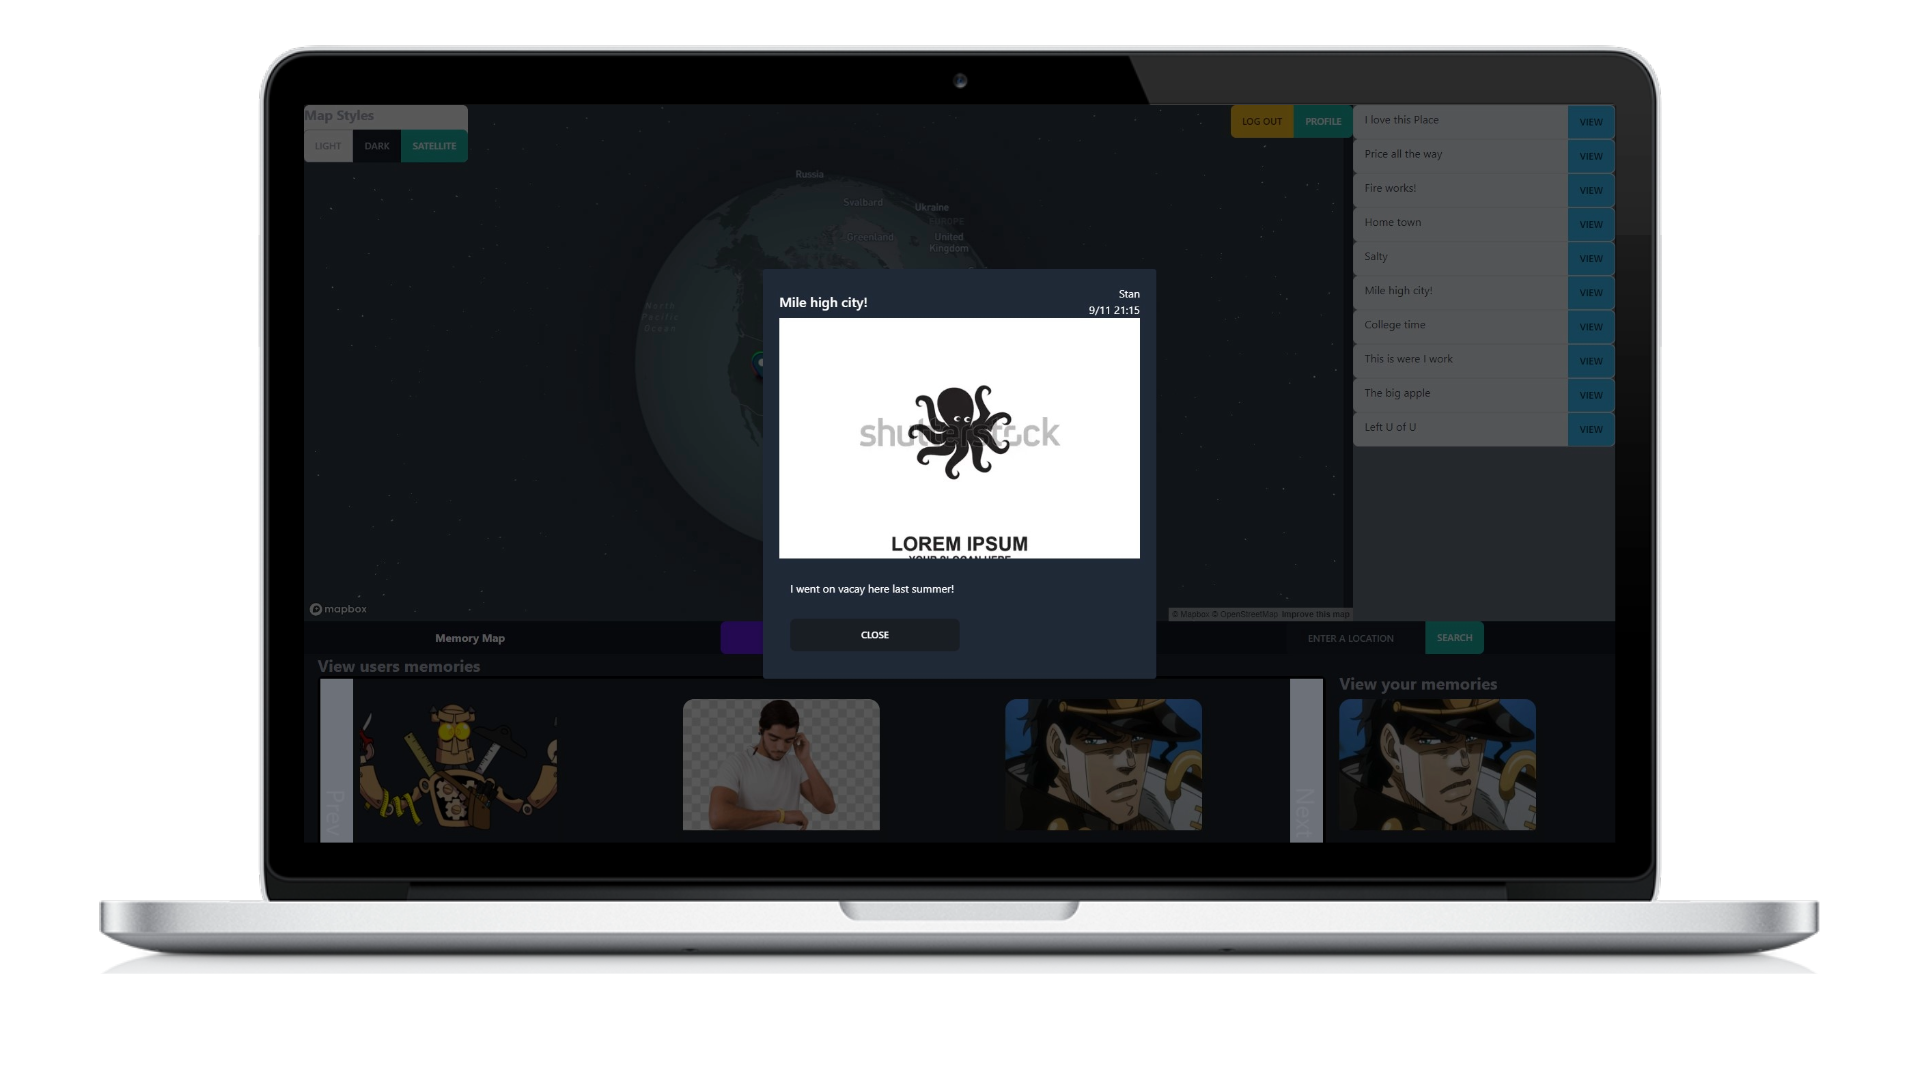 Map Styles
LIGHT DARK SATELLITE
LOG OUT PROFILE
I love this Place VIEW
Price all the way VIEW
Fire works! VIEW
Home town VIEW
Salty VIEW
Mile high city! VIEW
College time VIEW
This is were I work VIEW
The big apple VIEW
Left U of U VIEW
Russia
Svalbard
Ukraine
EUROPE
Greenland
United
Kingdom
North
Pacific
Ocean
Mile high city!
Stan
9/11 21:15
shutterstock
LOREM IPSUM
YOUR SLOGAN HERE
I went on vacay here last summer!
CLOSE
mapbox
© Mapbox © OpenStreetMap Improve this map
Memory Map
ENTER A LOCATION SEARCH
View users memories
View your memories
Prev
Next